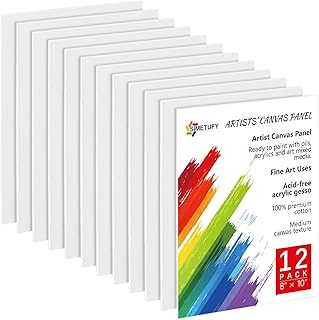 SIMETUFY
ARTISTS' CANVAS PANEL
Artist Canvas Panel
Ready to paint with oils,
acrylics and art mixed
media.
Fine Art Uses
Acid-free
acrylic gesso
100% premium
cotton
Medium
canvas texture
12
PACK
8" × 10"